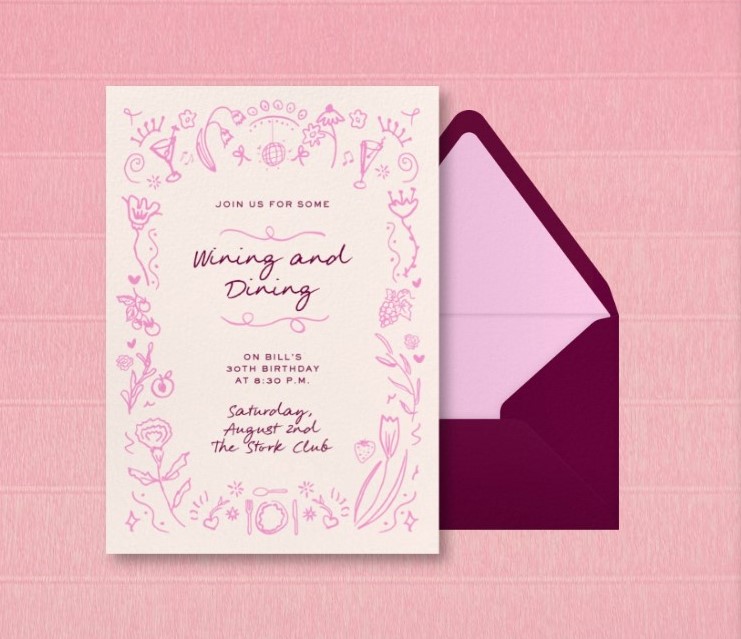 JOIN US FOR SOME
Wining and
Dining
ON BILL'S
30TH BIRTHDAY
AT 8:30 P.M.
Saturday,
August 2nd
The Stork Club